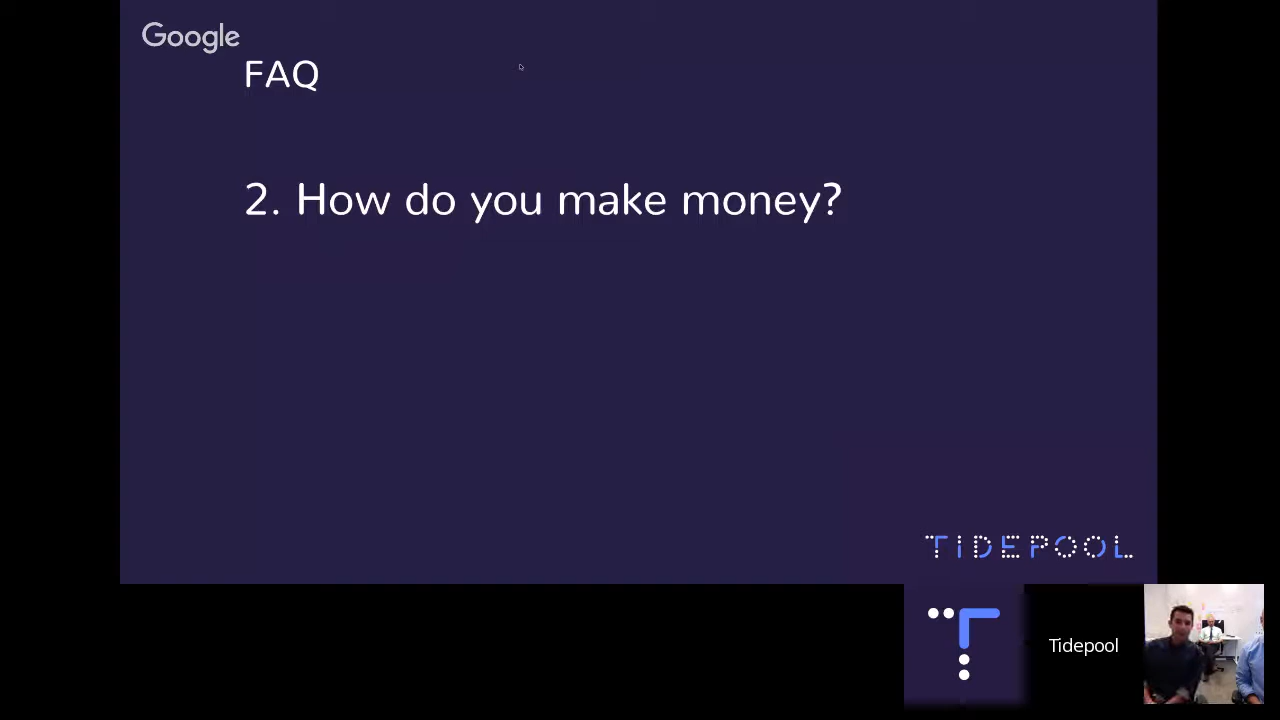 Google
FAQ
2. How do you make money?
TIDEPOOL
T
Tidepool